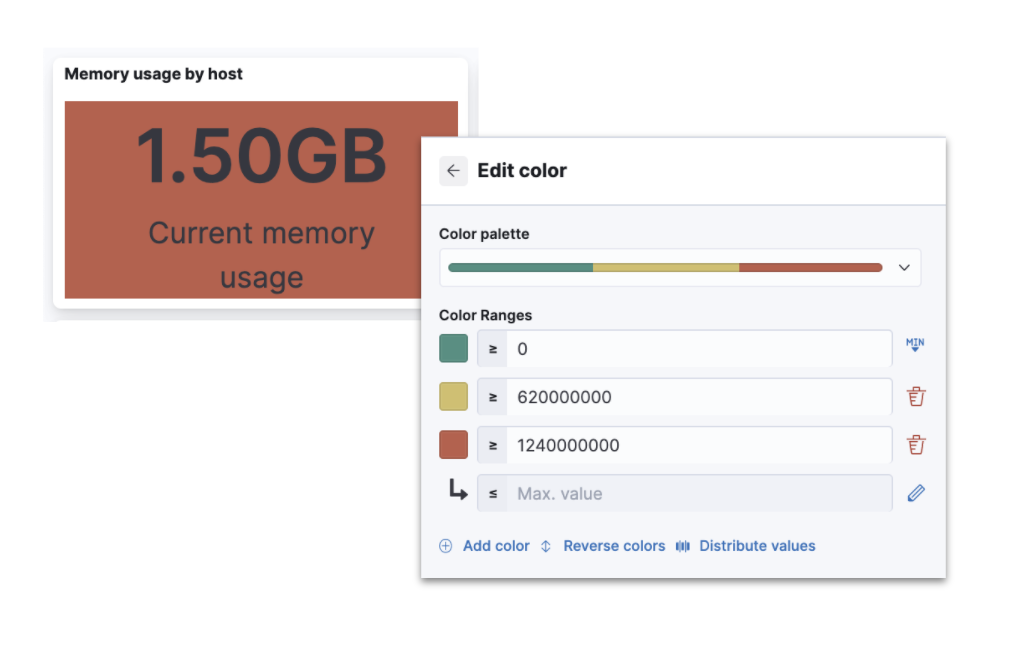 Memory usage by host
1.50GB
Current memory
usage
Edit color
Color palette
Color Ranges
≥ 0
MIN
≥ 620000000
≥ 1240000000
≤ Max. value
Add color Reverse colors Distribute values